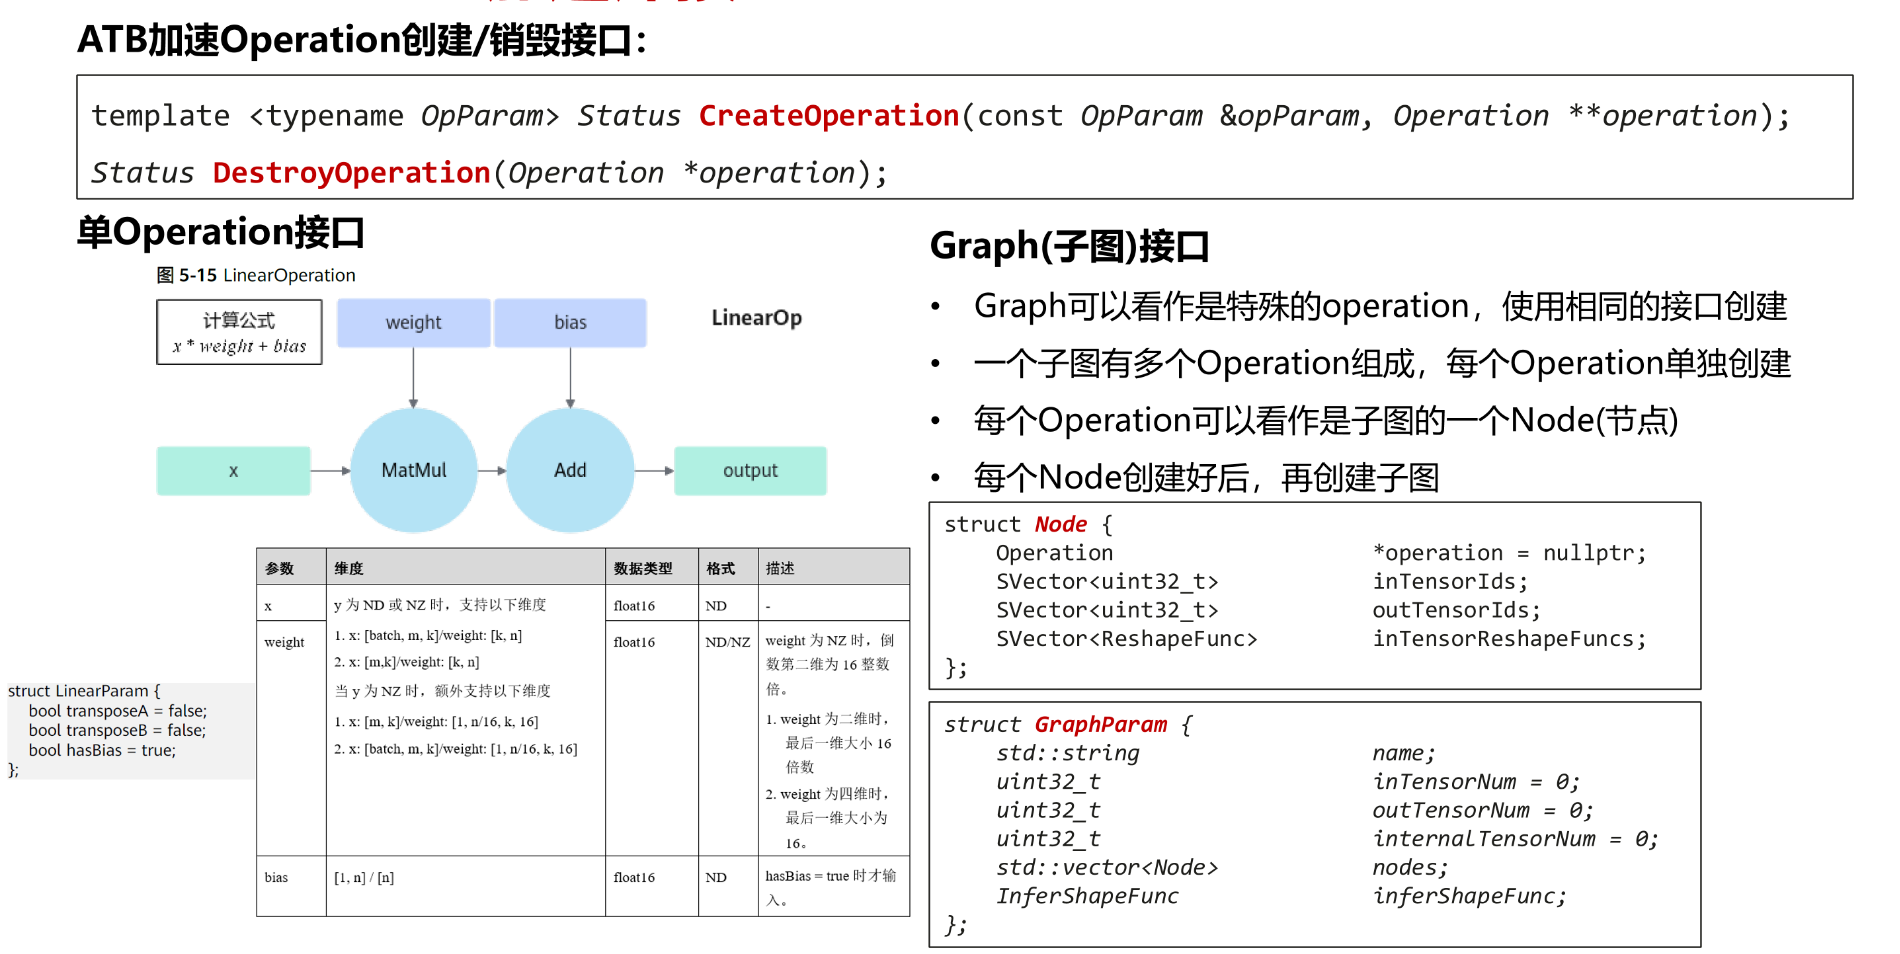 ATB加速Operation创建/销毁接口：
template <typename OpParam> Status CreateOperation(const OpParam &opParam, Operation **operation);
Status DestroyOperation(Operation *operation);
单Operation接口
图 5-15 LinearOperation
计算公式
x * weight + bias
weight
bias
LinearOp
x
MatMul
Add
output
struct LinearParam {
bool transposeA = false;
bool transposeB = false;
bool hasBias = true;
};
参数 维度 数据类型 格式 描述
x
y 为 ND 或 NZ 时，支持以下维度
1. x: [batch, m, k]/weight: [k, n]
2. x: [m,k]/weight: [k, n]
当 y 为 NZ 时，额外支持以下维度
1. x: [m, k]/weight: [1, n/16, k, 16]
2. x: [batch, m, k]/weight: [1, n/16, k, 16]
float16 ND -
weight
float16 ND/NZ
weight 为 NZ 时，倒
数第二维为 16 整数
倍。
1. weight 为二维时，
最后一维大小 16
倍数
2. weight 为四维时，
最后一维大小为
16。
bias [1, n] / [n] float16 ND
hasBias = true 时才输
入。
Graph(子图)接口
• Graph可以看作是特殊的operation，使用相同的接口创建
• 一个子图有多个Operation组成，每个Operation单独创建
• 每个Operation可以看作是子图的一个Node(节点)
• 每个Node创建好后，再创建子图
struct Node {
Operation *operation = nullptr;
SVector<uint32_t> inTensorIds;
SVector<uint32_t> outTensorIds;
SVector<ReshapeFunc> inTensorReshapeFuncs;
};
struct GraphParam {
std::string name;
uint32_t inTensorNum = 0;
uint32_t outTensorNum = 0;
uint32_t internalTensorNum = 0;
std::vector<Node> nodes;
InferShapeFunc inferShapeFunc;
};